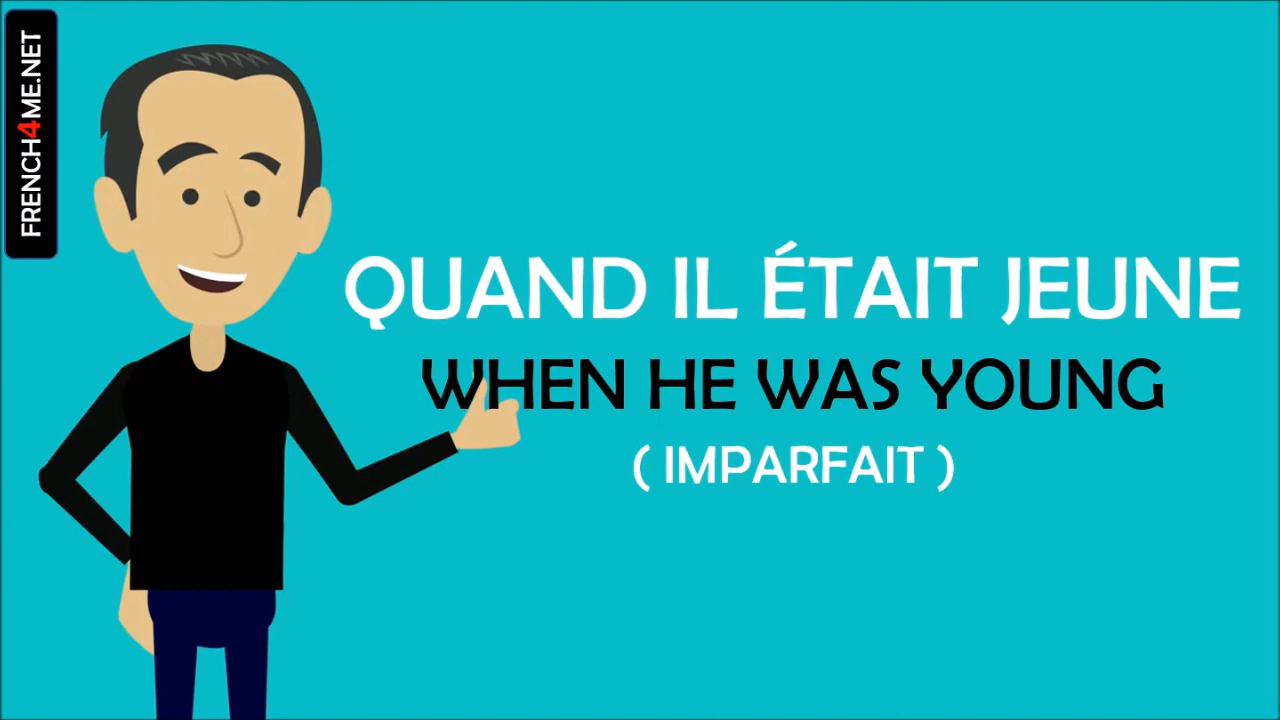 FRENCH4ME.NET
QUAND IL ÉTAIT JEUNE
WHEN HE WAS YOUNG
( IMPARFAIT )